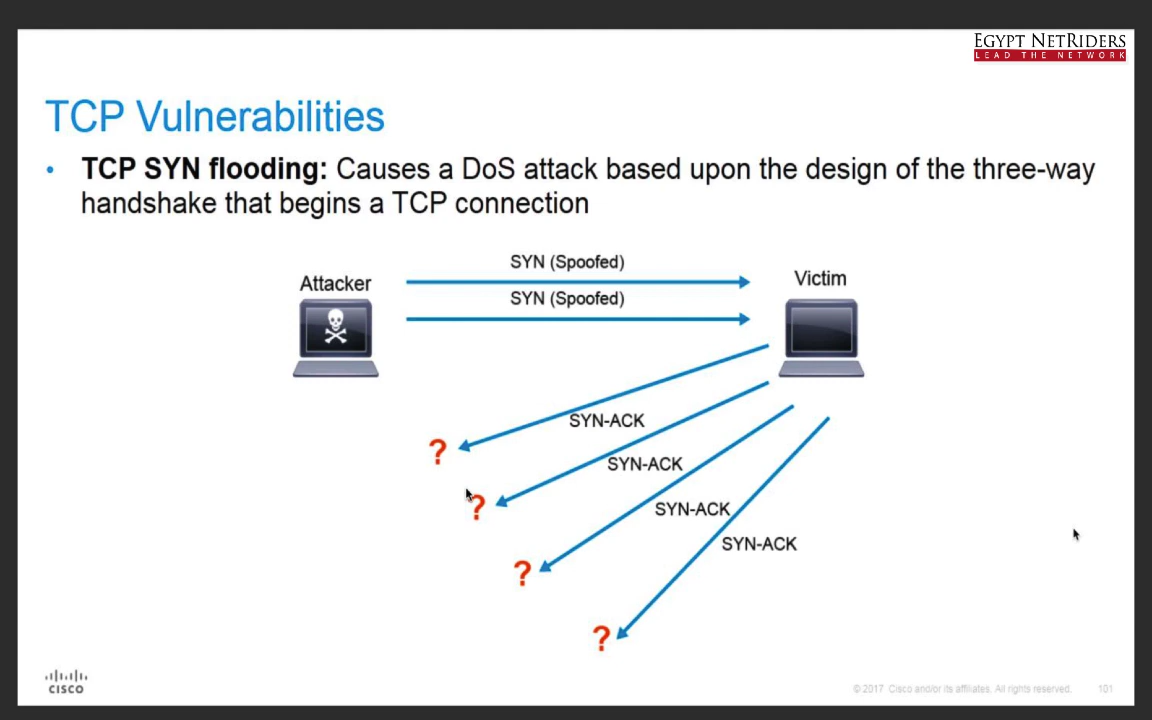 EGYPT NETRIDERS
LEAD THE NETWORK
TCP Vulnerabilities
• TCP SYN flooding: Causes a DoS attack based upon the design of the three-way
handshake that begins a TCP connection
SYN (Spoofed)
Attacker
Victim
SYN (Spoofed)
SYN-ACK
?
SYN-ACK
?
SYN-ACK
SYN-ACK
?
?
CISCO
© 2017 Cisco and/or its affiliates. All rights reserved. 101